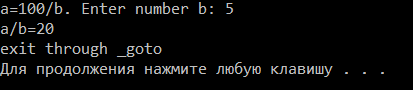 a=100/b. Enter number b: 5
a/b=20
exit through _goto
Для продолжения нажмите любую клавишу . . .